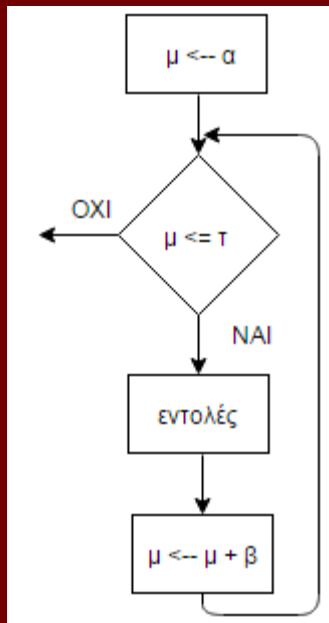 μ <-- α
ΟΧΙ
μ <= τ
ΝΑΙ
εντολές
μ <-- μ + β